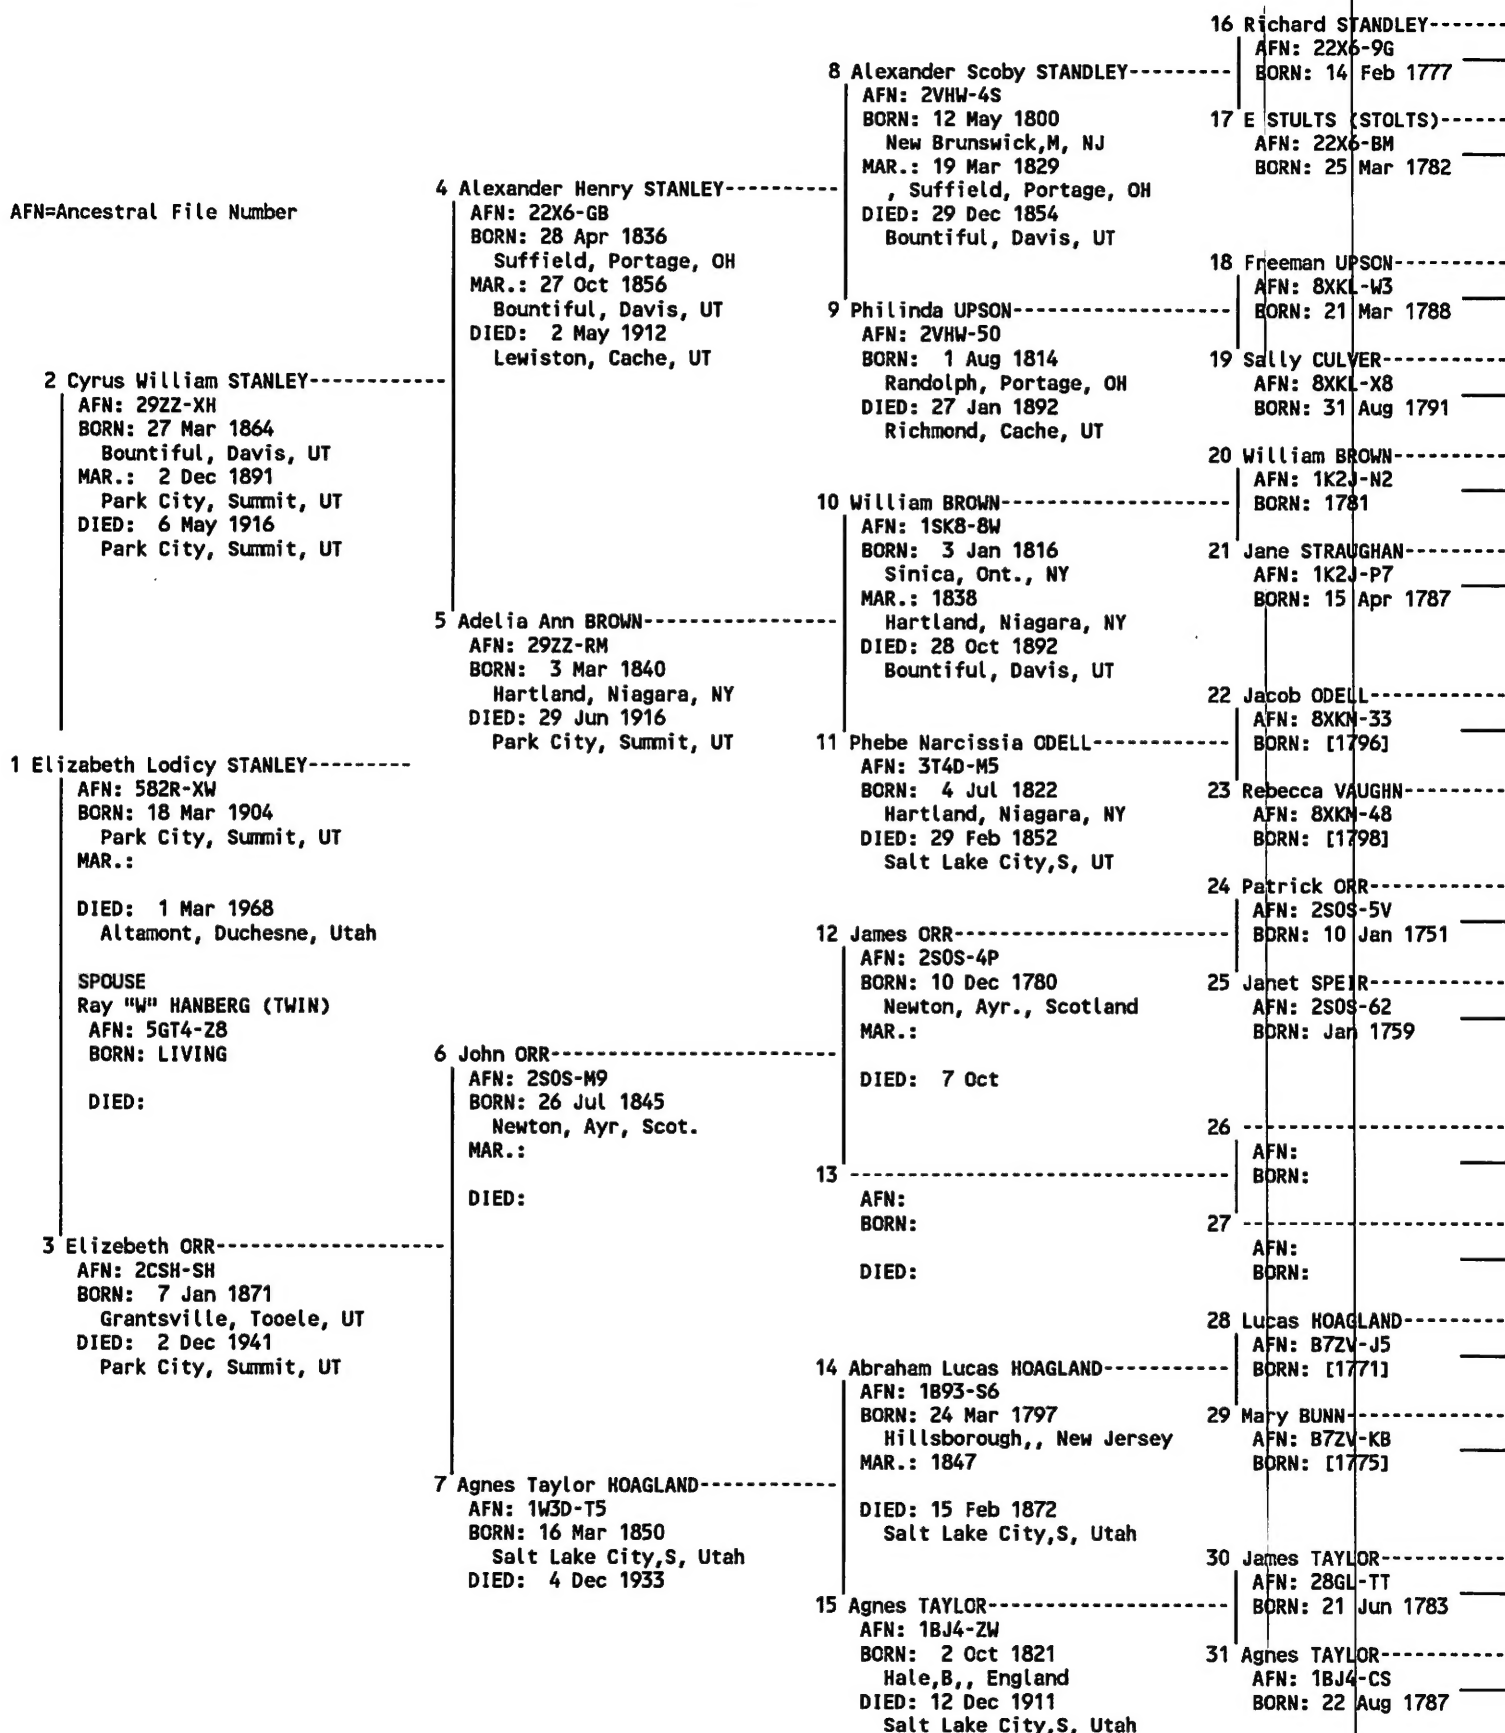 AFN=Ancestral File Number
1 Elizabeth Lodicy STANLEY---------
AFN: 582R-XW
BORN: 18 Mar 1904
Park City, Summit, UT
MAR.:
DIED: 1 Mar 1968
Altamont, Duchesne, Utah
SPOUSE
Ray "W" HANBERG (TWIN)
AFN: 5GT4-Z8
BORN: LIVING
DIED:
2 Cyrus William STANLEY------------
AFN: 29ZZ-XH
BORN: 27 Mar 1864
Bountiful, Davis, UT
MAR.: 2 Dec 1891
Park City, Summit, UT
DIED: 6 May 1916
Park City, Summit, UT
3 Elizebeth ORR--------------------
AFN: 2CSH-SH
BORN: 7 Jan 1871
Grantsville, Tooele, UT
DIED: 2 Dec 1941
Park City, Summit, UT
4 Alexander Henry STANLEY----------
AFN: 22X6-GB
BORN: 28 Apr 1836
Suffield, Portage, OH
MAR.: 27 Oct 1856
Bountiful, Davis, UT
DIED: 2 May 1912
Lewiston, Cache, UT
5 Adelia Ann BROWN-----------------
AFN: 29ZZ-RM
BORN: 3 Mar 1840
Hartland, Niagara, NY
DIED: 29 Jun 1916
Park City, Summit, UT
6 John ORR-------------------------
AFN: 2S0S-M9
BORN: 26 Jul 1845
Newton, Ayr, Scot.
MAR.:
DIED:
7 Agnes Taylor HOAGLAND------------
AFN: 1W3D-T5
BORN: 16 Mar 1850
Salt Lake City,S, Utah
DIED: 4 Dec 1933
8 Alexander Scoby STANDLEY---------
AFN: 2VHW-4S
BORN: 12 May 1800
New Brunswick,M, NJ
MAR.: 19 Mar 1829
, Suffield, Portage, OH
DIED: 29 Dec 1854
Bountiful, Davis, UT
9 Philinda UPSON-------------------
AFN: 2VHW-50
BORN: 1 Aug 1814
Randolph, Portage, OH
DIED: 27 Jan 1892
Richmond, Cache, UT
10 William BROWN--------------------
AFN: 1SK8-8W
BORN: 3 Jan 1816
Sinica, Ont., NY
MAR.: 1838
Hartland, Niagara, NY
DIED: 28 Oct 1892
Bountiful, Davis, UT
11 Phebe Narcissia ODELL------------
AFN: 3T4D-M5
BORN: 4 Jul 1822
Hartland, Niagara, NY
DIED: 29 Feb 1852
Salt Lake City,S, UT
12 James ORR------------------------
AFN: 2S0S-4P
BORN: 10 Dec 1780
Newton, Ayr., Scotland
MAR.:
DIED: 7 Oct
13 ---------------------------------
AFN:
BORN:
DIED:
14 Abraham Lucas HOAGLAND-----------
AFN: 1B93-S6
BORN: 24 Mar 1797
Hillsborough,, New Jersey
MAR.: 1847
DIED: 15 Feb 1872
Salt Lake City,S, Utah
15 Agnes TAYLOR---------------------
AFN: 1BJ4-ZW
BORN: 2 Oct 1821
Hale,B,, England
DIED: 12 Dec 1911
Salt Lake City,S, Utah
16 Richard STANDLEY-------
AFN: 22X6-9G
BORN: 14 Feb 1777
17 E STULTS (STOLTS)------
AFN: 22X6-BM
BORN: 25 Mar 1782
18 Freeman UPSON----------
AFN: 8XKL-W3
BORN: 21 Mar 1788
19 Sally CULVER-----------
AFN: 8XKL-X8
BORN: 31 Aug 1791
20 William BROWN----------
AFN: 1K2J-N2
BORN: 1781
21 Jane STRAUGHAN---------
AFN: 1K2J-P7
BORN: 15 Apr 1787
22 Jacob ODELL------------
AFN: 8XKM-33
BORN: [1796]
23 Rebecca VAUGHN---------
AFN: 8XKM-48
BORN: [1798]
24 Patrick ORR------------
AFN: 2S0S-5V
BORN: 10 Jan 1751
25 Janet SPEIR------------
AFN: 2S0S-62
BORN: Jan 1759
26 -----------------------
AFN:
BORN:
27 -----------------------
AFN:
BORN:
28 Lucas HOAGLAND---------
AFN: B7ZV-J5
BORN: [1771]
29 Mary BUNN--------------
AFN: B7ZV-KB
BORN: [1775]
30 James TAYLOR-----------
AFN: 28GL-TT
BORN: 21 Jun 1783
31 Agnes TAYLOR-----------
AFN: 1BJ4-CS
BORN: 22 Aug 1787